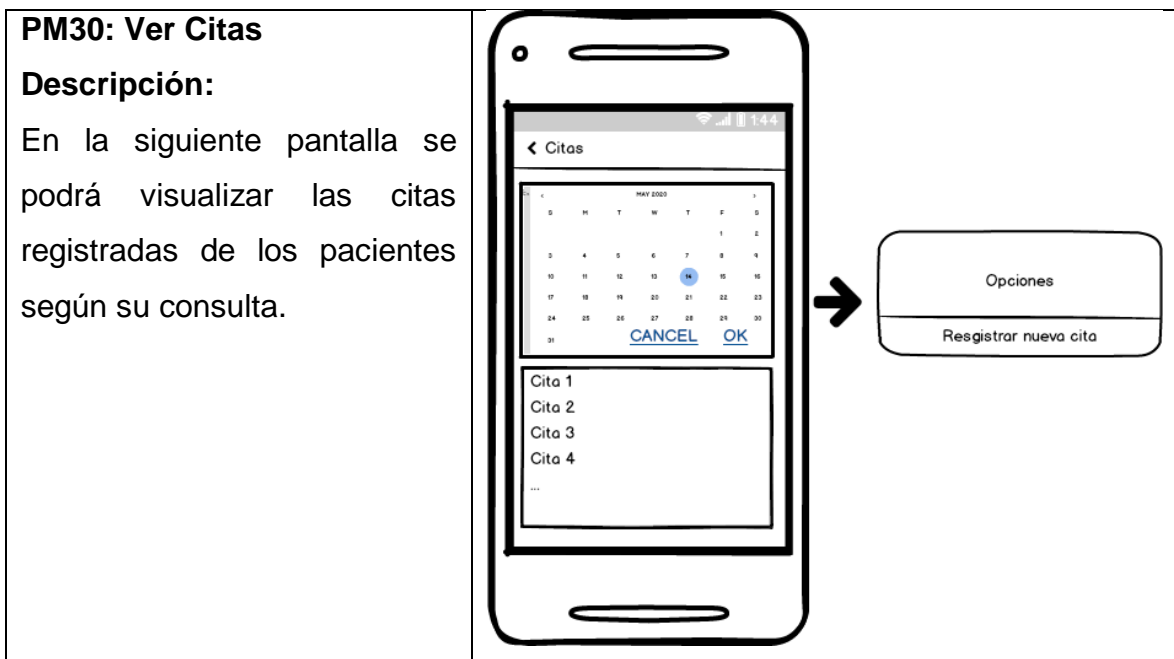 PM30: Ver Citas
Descripción:
En la siguiente pantalla se
podrá visualizar las citas
registradas de los pacientes
según su consulta.
1:44
Citas
MAY 2020
S M T W T F S
1 2
3 4 5 6 7 8 9
10 11 12 13 14 15 16
17 18 19 20 21 22 23
24 25 26 27 28 29 30
31
CANCEL OK
Cita 1
Cita 2
Cita 3
Cita 4
...
Opciones
Resgistrar nueva cita